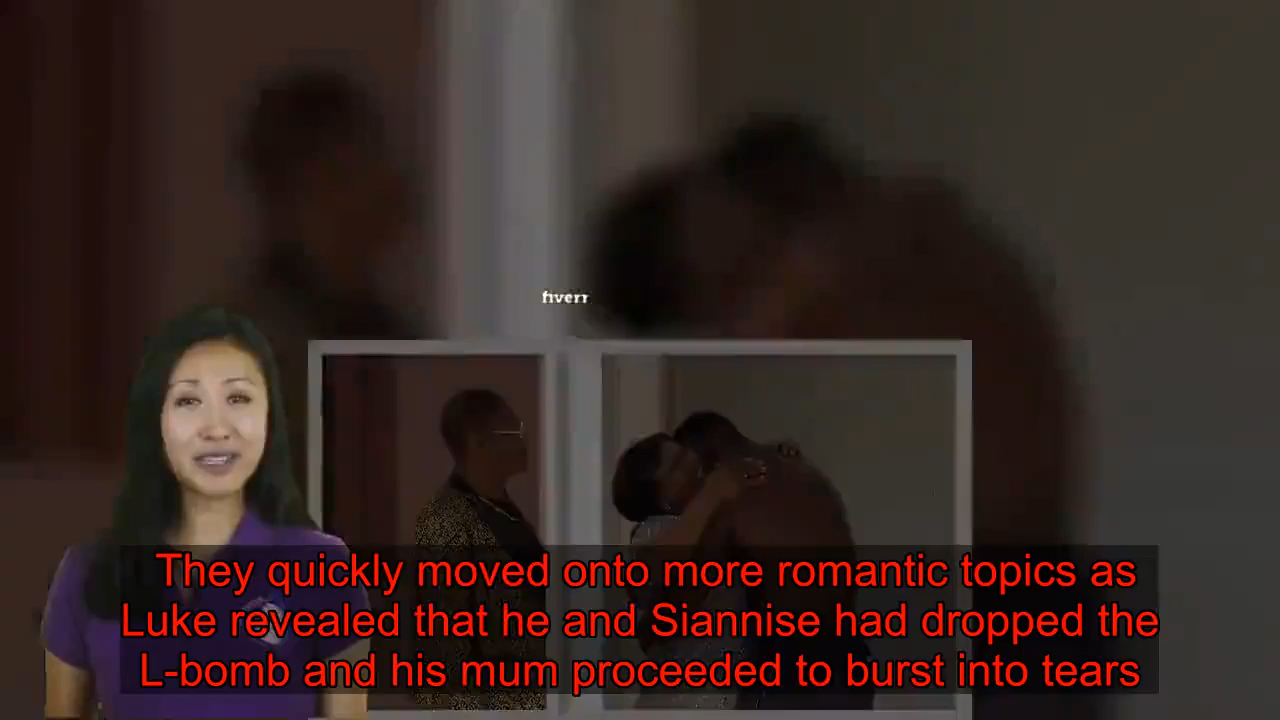 fiverr
They quickly moved onto more romantic topics as
Luke revealed that he and Siannise had dropped the
L-bomb and his mum proceeded to burst into tears